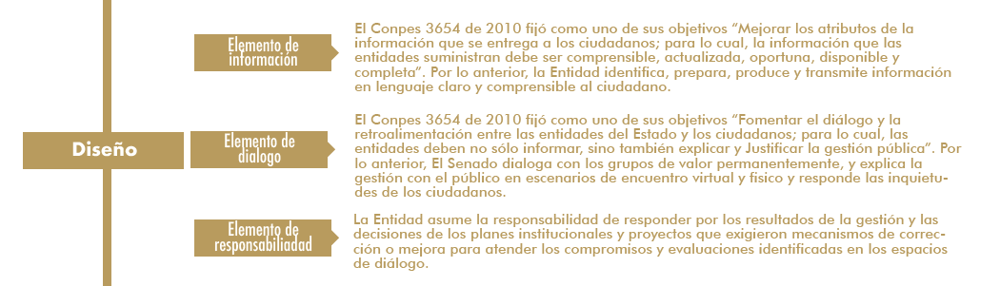 Diseño
Elemento de
información
El Conpes 3654 de 2010 fijó como uno de sus objetivos “Mejorar los atributos de la
información que se entrega a los ciudadanos; para lo cual, la información que las
entidades suministran debe ser comprensible, actualizada, oportuna, disponible y
completa”. Por lo anterior, la Entidad identifica, prepara, produce y transmite información
en lenguaje claro y comprensible al ciudadano.
Elemento de
dialogo
El Conpes 3654 de 2010 fijó como uno de sus objetivos “Fomentar el diálogo y la
retroalimentación entre las entidades del Estado y los ciudadanos; para lo cual, las
entidades deben no sólo informar, sino también explicar y Justificar la gestión pública”. Por
lo anterior, El Senado dialoga con los grupos de valor permanentemente, y explica la
gestión con el público en escenarios de encuentro virtual y fisico y responde las inquietu-
des de los ciudadanos.
Elemento de
responsabiliadad
La Entidad asume la responsabilidad de responder por los resultados de la gestión y las
decisiones de los planes institucionales y proyectos que exigieron mecanismos de correc-
ción o mejora para atender los compromisos y evaluaciones identificadas en los espacios
de diálogo.